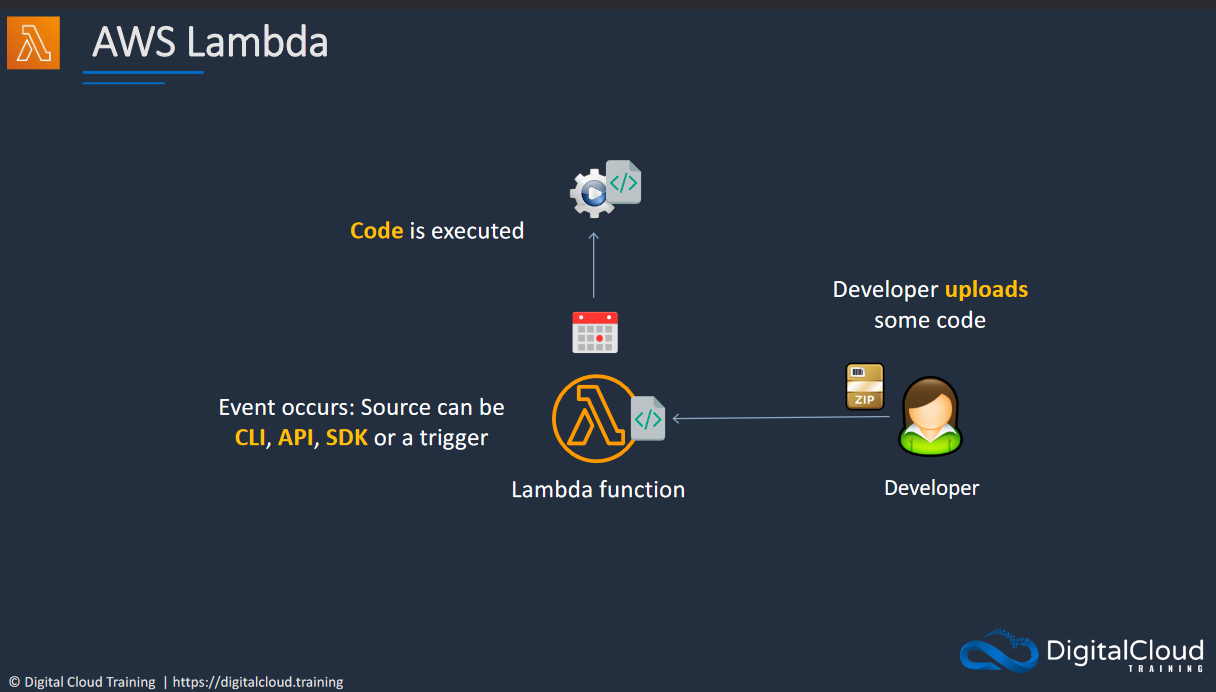 AWS Lambda
</>
Code is executed
Developer uploads
some code
ZIP
Event occurs: Source can be
CLI, API, SDK or a trigger
</>
Lambda function
Developer
DigitalCloud
TRAINING
© Digital Cloud Training | https://digitalcloud.training